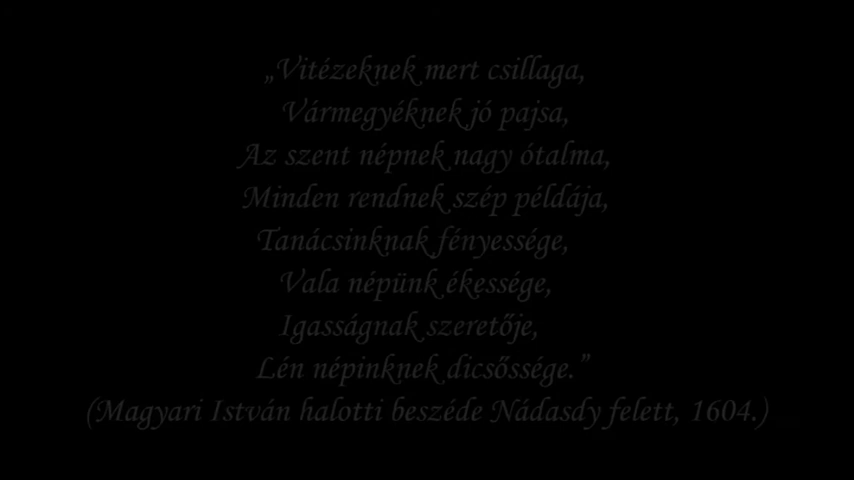 „Vitézeknek mert csillaga,
Vármegyéknek jó pajsa,
Az szent népnek nagy ótalma,
Minden rendnek szép példája,
Tanácsinknak fényessége,
Vala népünk ékessége,
Igasságnak szeretője,
Lén népinknek dicsőssége.”
(Magyari István halotti beszéde Nádasdy felett, 1604.)